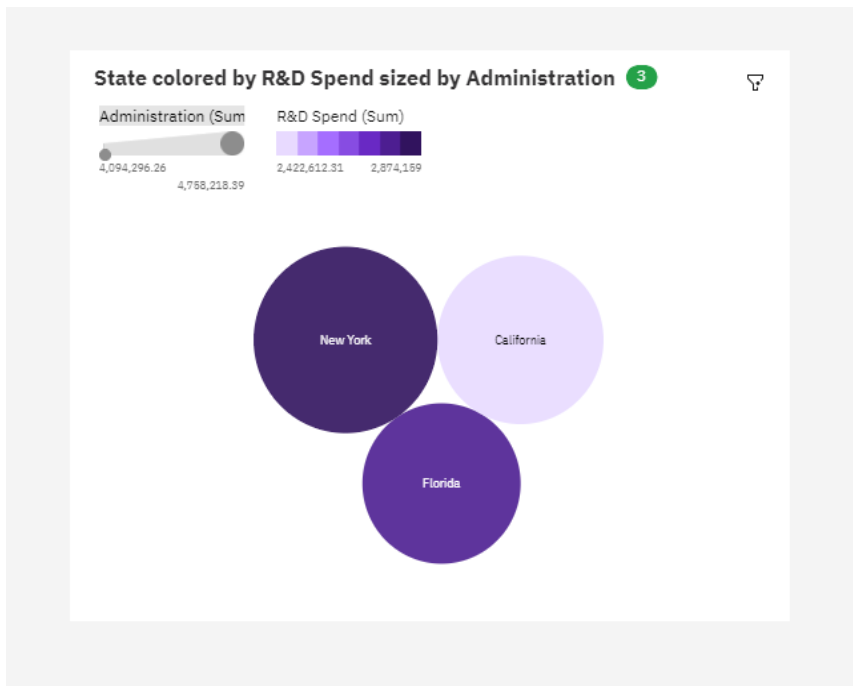 State colored by R&D Spend sized by Administration 3
Administration (Sum
R&D Spend (Sum)
4,094,296.26
4,758,218.39
2,422,612.31
2,874,159
New York
California
Florida